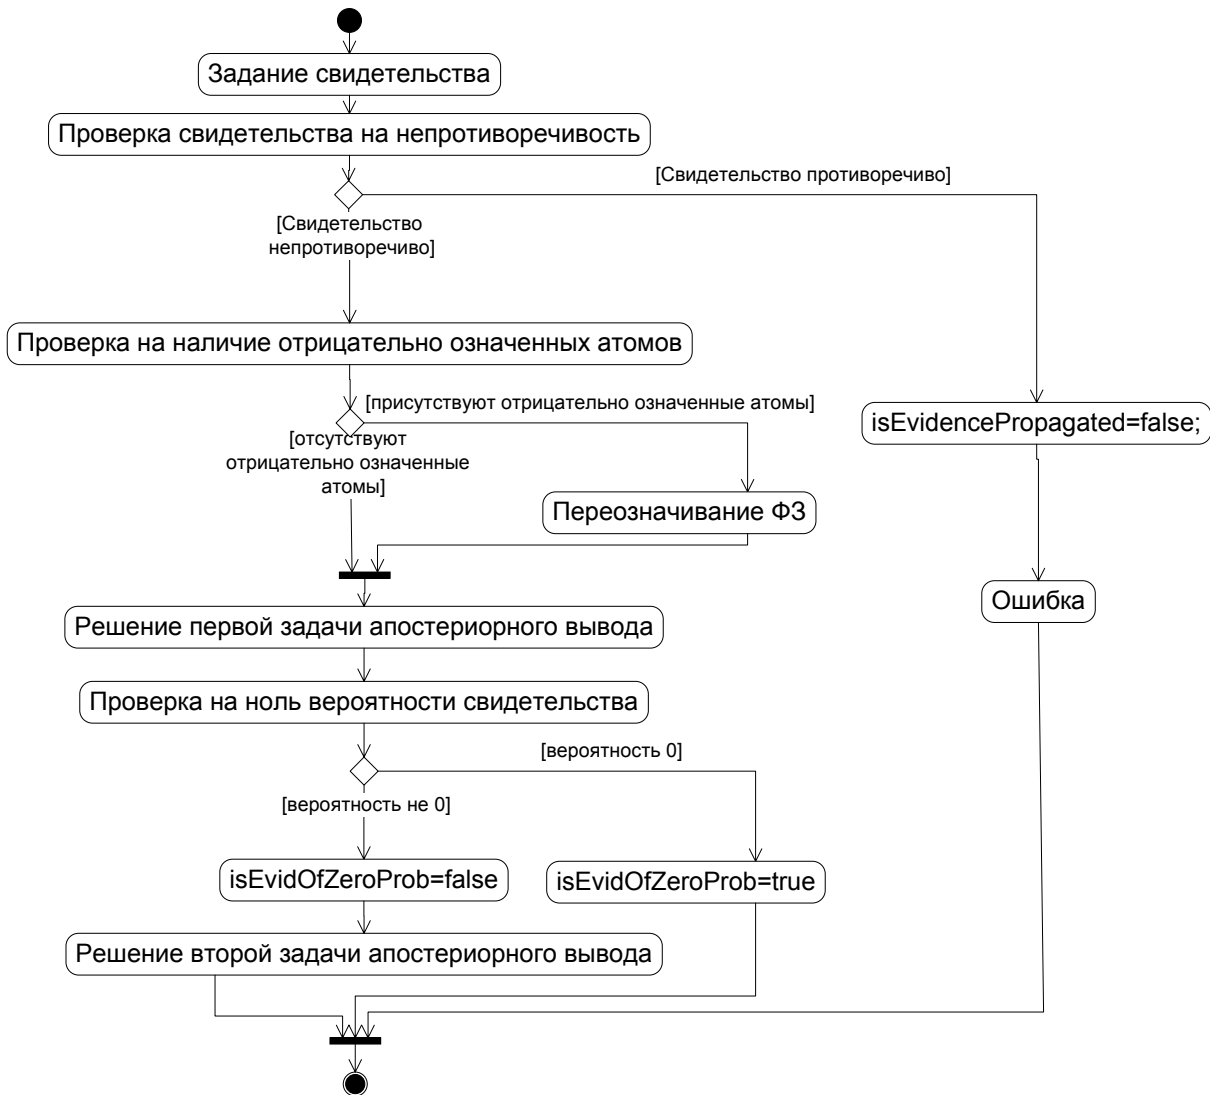 Задание свидетельства
Проверка свидетельства на непротиворечивость
[Свидетельство противоречиво]
[Свидетельство
непротиворечиво]
Проверка на наличие отрицательно означенных атомов
[присутствуют отрицательно означенные атомы]
isEvidencePropagated=false;
[отсутствуют
отрицательно означенные
атомы]
Переозначивание ФЗ
Ошибка
Решение первой задачи апостериорного вывода
Проверка на ноль вероятности свидетельства
[вероятность 0]
[вероятность не 0]
isEvidOfZeroProb=false
isEvidOfZeroProb=true
Решение второй задачи апостериорного вывода